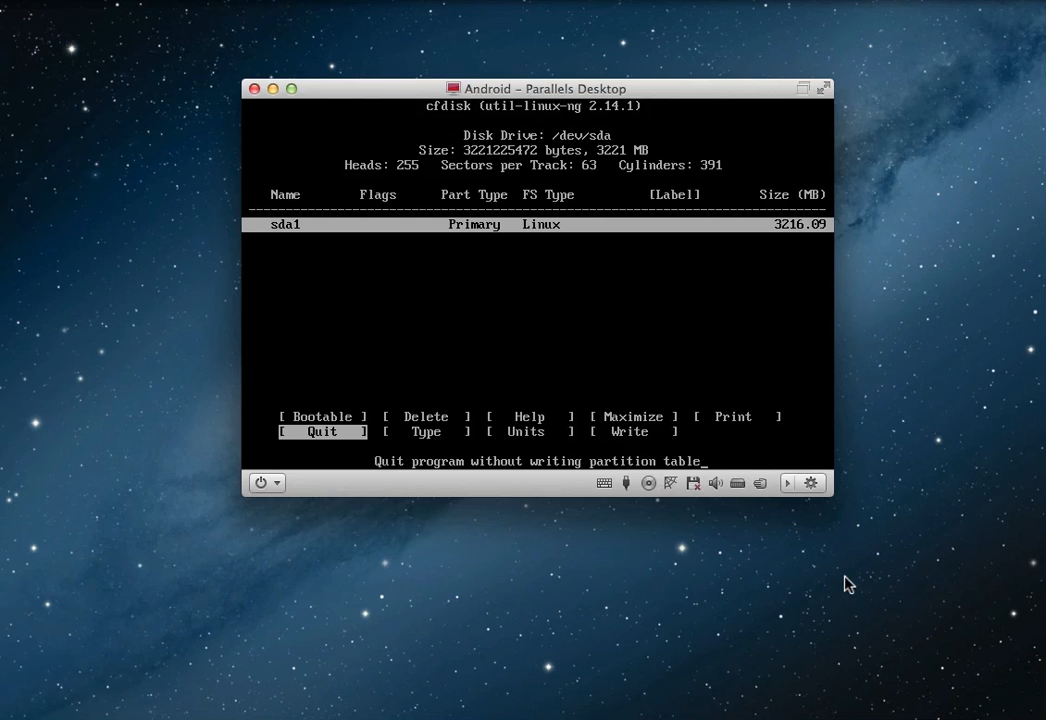 Android – Parallels Desktop
cfdisk (util-linux-ng 2.14.1)
Disk Drive: /dev/sda
Size: 3221225472 bytes, 3221 MB
Heads: 255 Sectors per Track: 63 Cylinders: 391
Name Flags Part Type FS Type [Label] Size (MB)
sda1 Primary Linux 3216.09
[ Bootable ] [ Delete ] [ Help ] [ Maximize ] [ Print ]
[ Quit ] [ Type ] [ Units ] [ Write ]
Quit program without writing partition table_